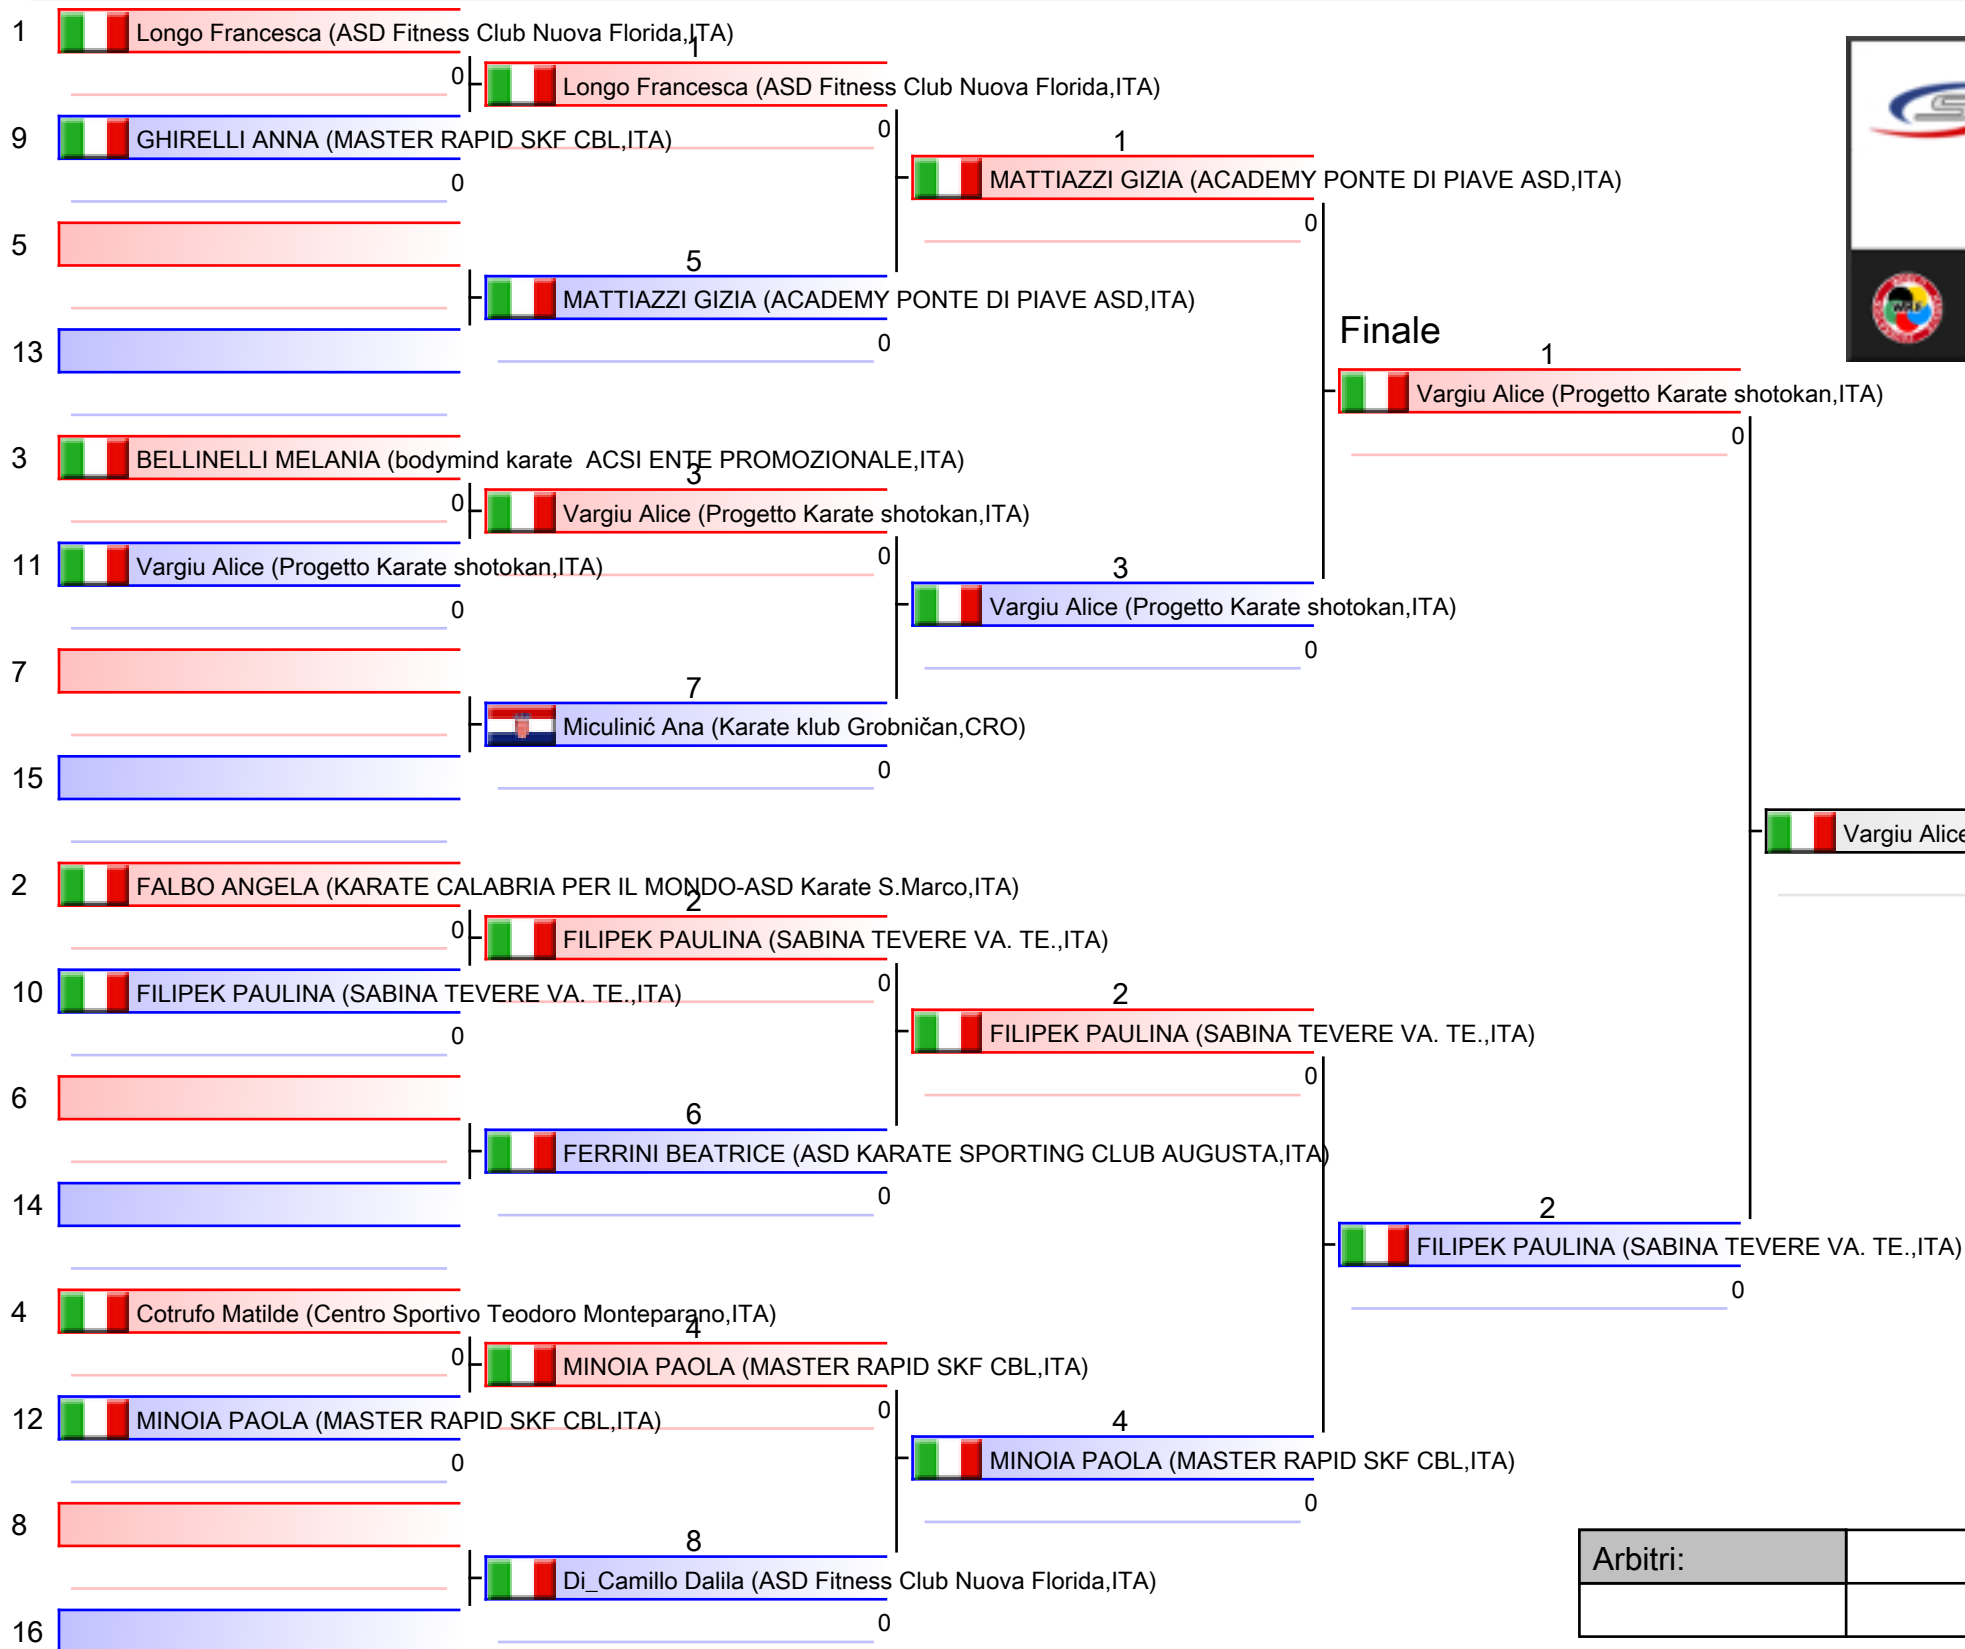 1 Longo Francesca (ASD Fitness Club Nuova Florida,ITA)
0
1
Longo Francesca (ASD Fitness Club Nuova Florida,ITA)
0
9 GHIRELLI ANNA (MASTER RAPID SKF CBL,ITA)
0
1
MATTIAZZI GIZIA (ACADEMY PONTE DI PIAVE ASD,ITA)
0
5
5
MATTIAZZI GIZIA (ACADEMY PONTE DI PIAVE ASD,ITA)
0
13
Finale
1
Vargiu Alice (Progetto Karate shotokan,ITA)
0
3 BELLINELLI MELANIA (bodymind karate  ACSI ENTE PROMOZIONALE,ITA)
0
3
Vargiu Alice (Progetto Karate shotokan,ITA)
0
11 Vargiu Alice (Progetto Karate shotokan,ITA)
0
3
Vargiu Alice (Progetto Karate shotokan,ITA)
0
7
7
Miculinić Ana (Karate klub Grobničan,CRO)
0
15
Vargiu Alice
2 FALBO ANGELA (KARATE CALABRIA PER IL MONDO-ASD Karate S.Marco,ITA)
0
2
FILIPEK PAULINA (SABINA TEVERE VA. TE.,ITA)
0
10 FILIPEK PAULINA (SABINA TEVERE VA. TE.,ITA)
0
2
FILIPEK PAULINA (SABINA TEVERE VA. TE.,ITA)
0
6
6
FERRINI BEATRICE (ASD KARATE SPORTING CLUB AUGUSTA,ITA)
0
14
2
FILIPEK PAULINA (SABINA TEVERE VA. TE.,ITA)
0
4 Cotrufo Matilde (Centro Sportivo Teodoro Monteparano,ITA)
0
4
MINOIA PAOLA (MASTER RAPID SKF CBL,ITA)
0
12 MINOIA PAOLA (MASTER RAPID SKF CBL,ITA)
0
4
MINOIA PAOLA (MASTER RAPID SKF CBL,ITA)
0
8
8
Di_Camillo Dalila (ASD Fitness Club Nuova Florida,ITA)
0
16
Arbitri: